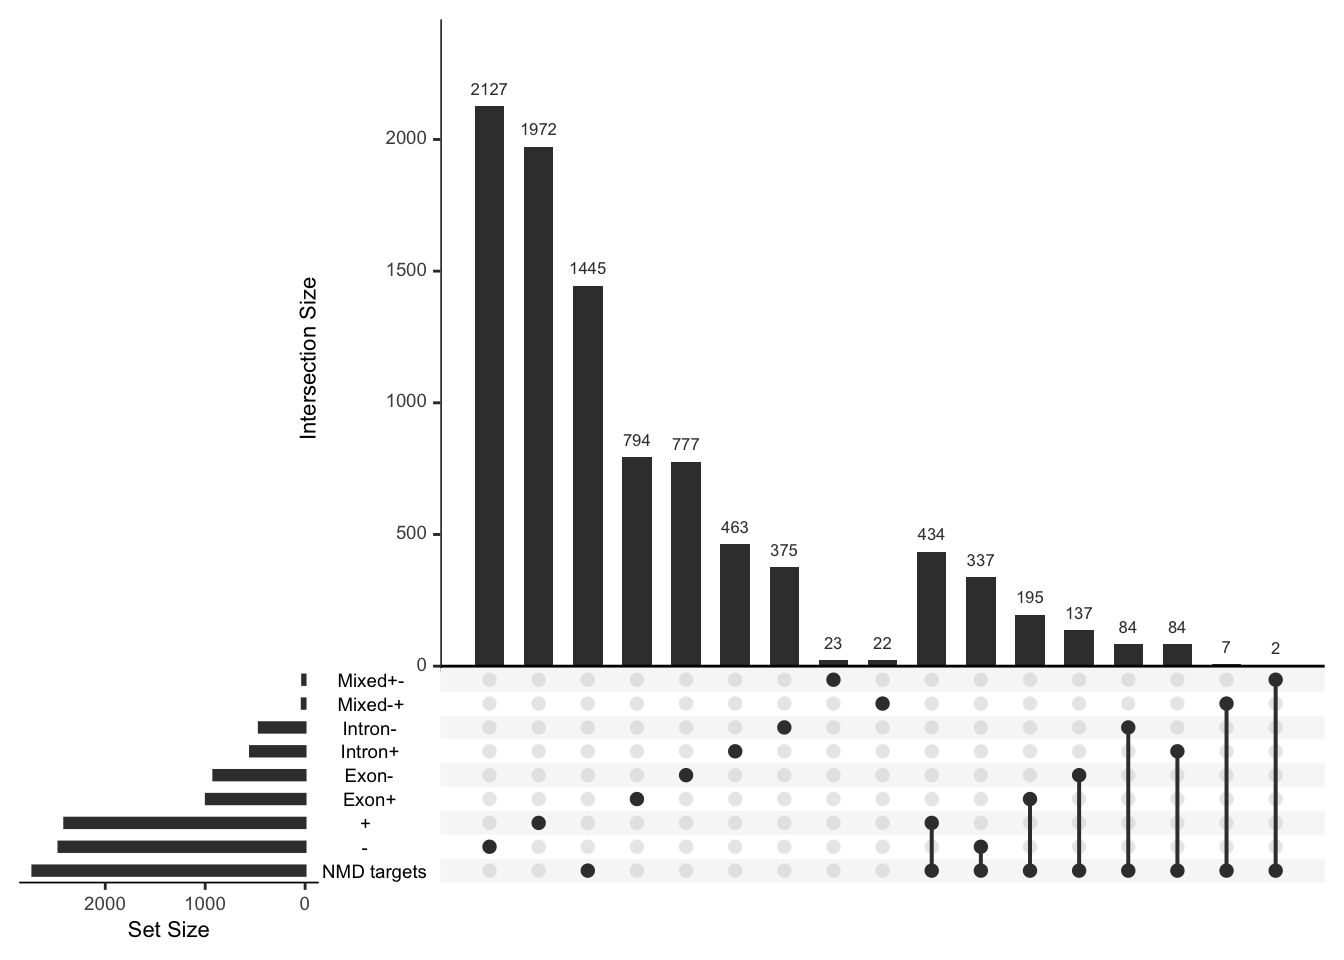 2127
1972
1445
794
777
463
375
23
22
434
337
195
137
84
84
7
2
2000
1500
1000
500
0
Intersection Size
Mixed+-
Mixed-+
Intron-
Intron+
Exon-
Exon+
+
-
NMD targets
2000 1000 0
Set Size